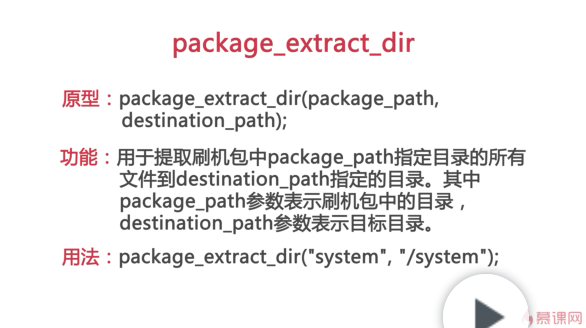 package_extract_dir
原型：package_extract_dir(package_path,
destination_path);
功能：用于提取刷机包中package_path指定目录的所有
文件到destination_path指定的目录。其中
package_path参数表示刷机包中的目录，
destination_path参数表示目标目录。
用法：package_extract_dir("system", "/system");
慕课网